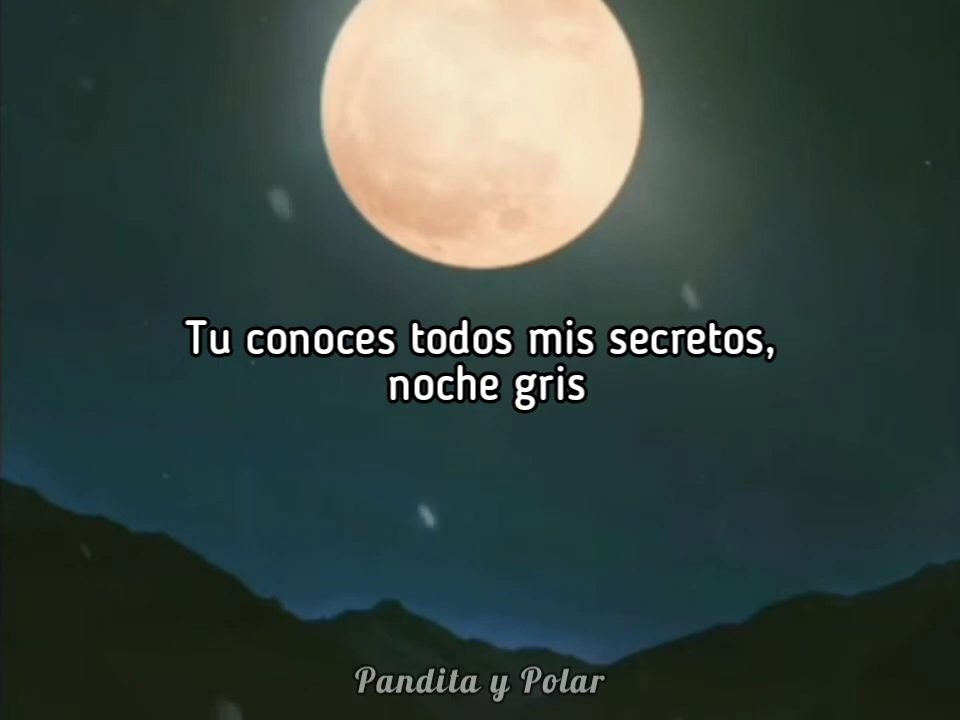 Tu conoces todos mis secretos,
noche gris
Pandita y Polar